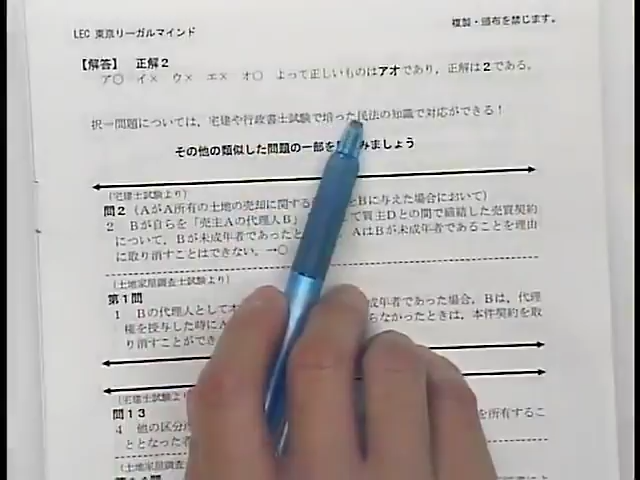 LEC 東京リーガルマインド
複製・頒布を禁じます。
【解答】 正解2
ア○ イ× ウ× エ× オ○ よって正しいものはアオであり、正解は2である。
択一問題については、宅建や行政書士試験で培った民法の知識で対応ができる！
その他の類似した問題の一部を みましょう
(宅建士試験より)
問2 (AがA所有の土地の売却に関する とBに与えた場合において)
2 Bが自らを「売主Aの代理人B」 して買主Dとの間で締結した売買契約
について、Bが未成年者であったと AはBが未成年者であることを理由
に取り消すことはできない。→○
(土地家屋調査士試験より)
第1問
1 Bの代理人として 成年者であった場合、Bは、代理
権を授与した時にA らなかったときは、本件契約を取
り消すことができ
(宅建士試験より
問13
4 他の区分 を所有するこ
ととなった者
(土地家屋調査